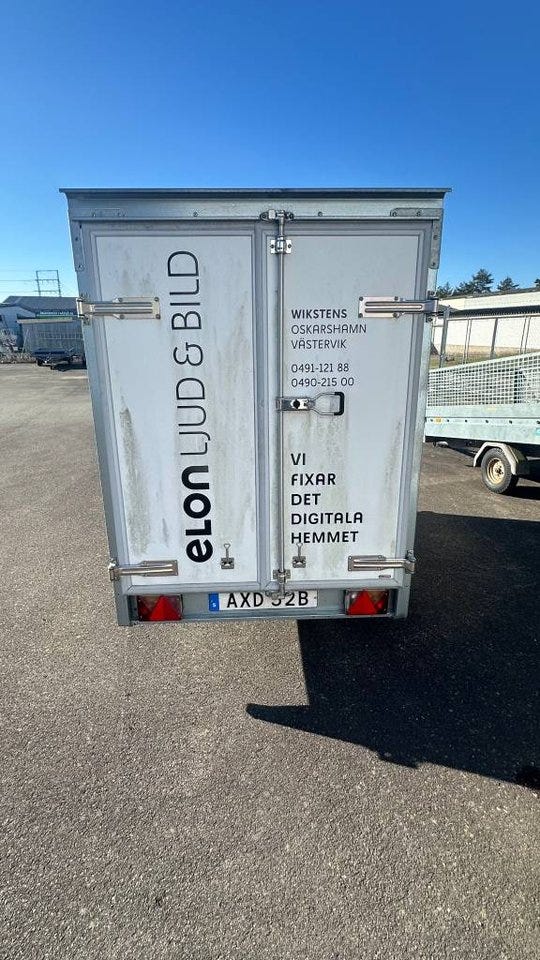 eLON LJUD & BILD
WIKSTENS
OSKARSHAMN
VÄSTERVIK
0491-121 88
0490-215 00
VI
FIXAR
DET
DIGITALA
HEMMET
S
AXD 52B